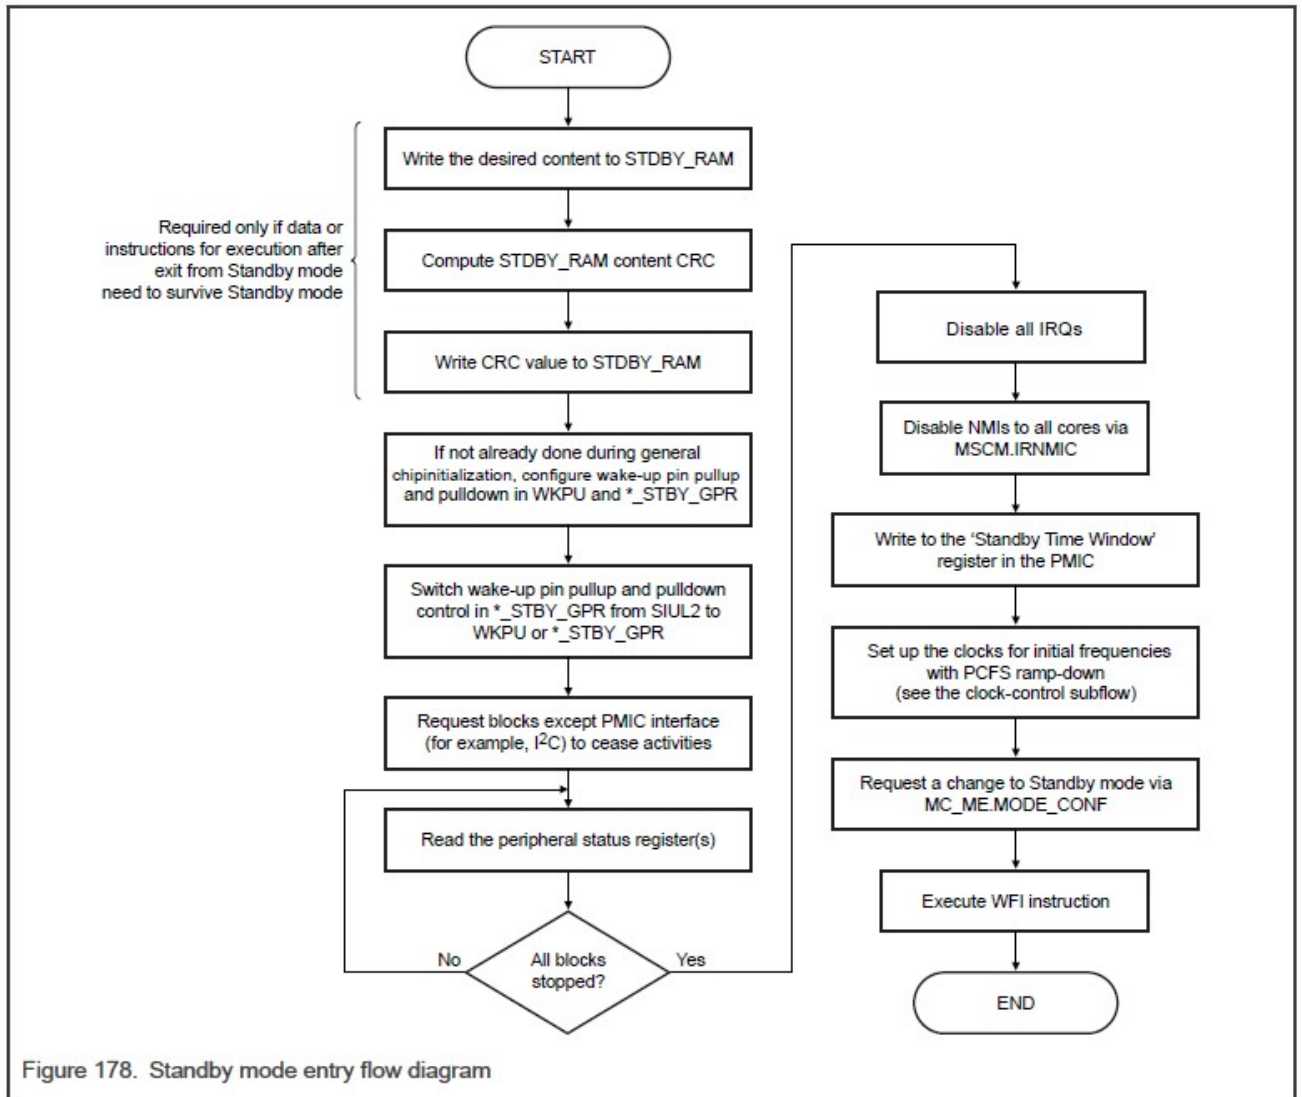 START
Write the desired content to STDBY_RAM
Required only if data or
instructions for execution after
exit from Standby mode
need to survive Standby mode
Compute STDBY_RAM content CRC
Write CRC value to STDBY_RAM
If not already done during general
chipinitialization, configure wake-up pin pullup
and pulldown in WKPU and *_STBY_GPR
Switch wake-up pin pullup and pulldown
control in *_STBY_GPR from SIUL2 to
WKPU or *_STBY_GPR
Request blocks except PMIC interface
(for example, I²C) to cease activities
Read the peripheral status register(s)
All blocks
stopped?
No
Yes
Disable all IRQs
Disable NMIs to all cores via
MSCM.IRNMIC
Write to the ‘Standby Time Window’
register in the PMIC
Set up the clocks for initial frequencies
with PCFS ramp-down
(see the clock-control subflow)
Request a change to Standby mode via
MC_ME.MODE_CONF
Execute WFI instruction
END
Figure 178. Standby mode entry flow diagram